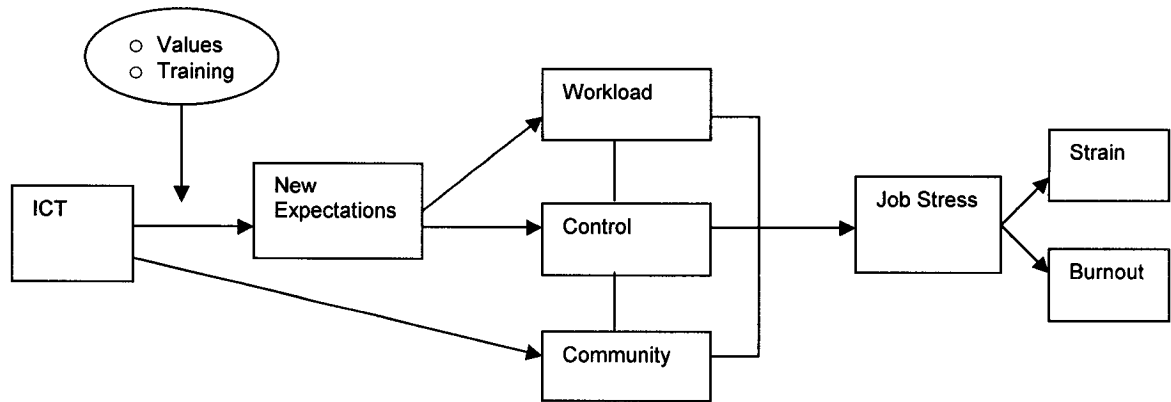 Values
Training
ICT
New
Expectations
Workload
Control
Community
Job Stress
Strain
Burnout